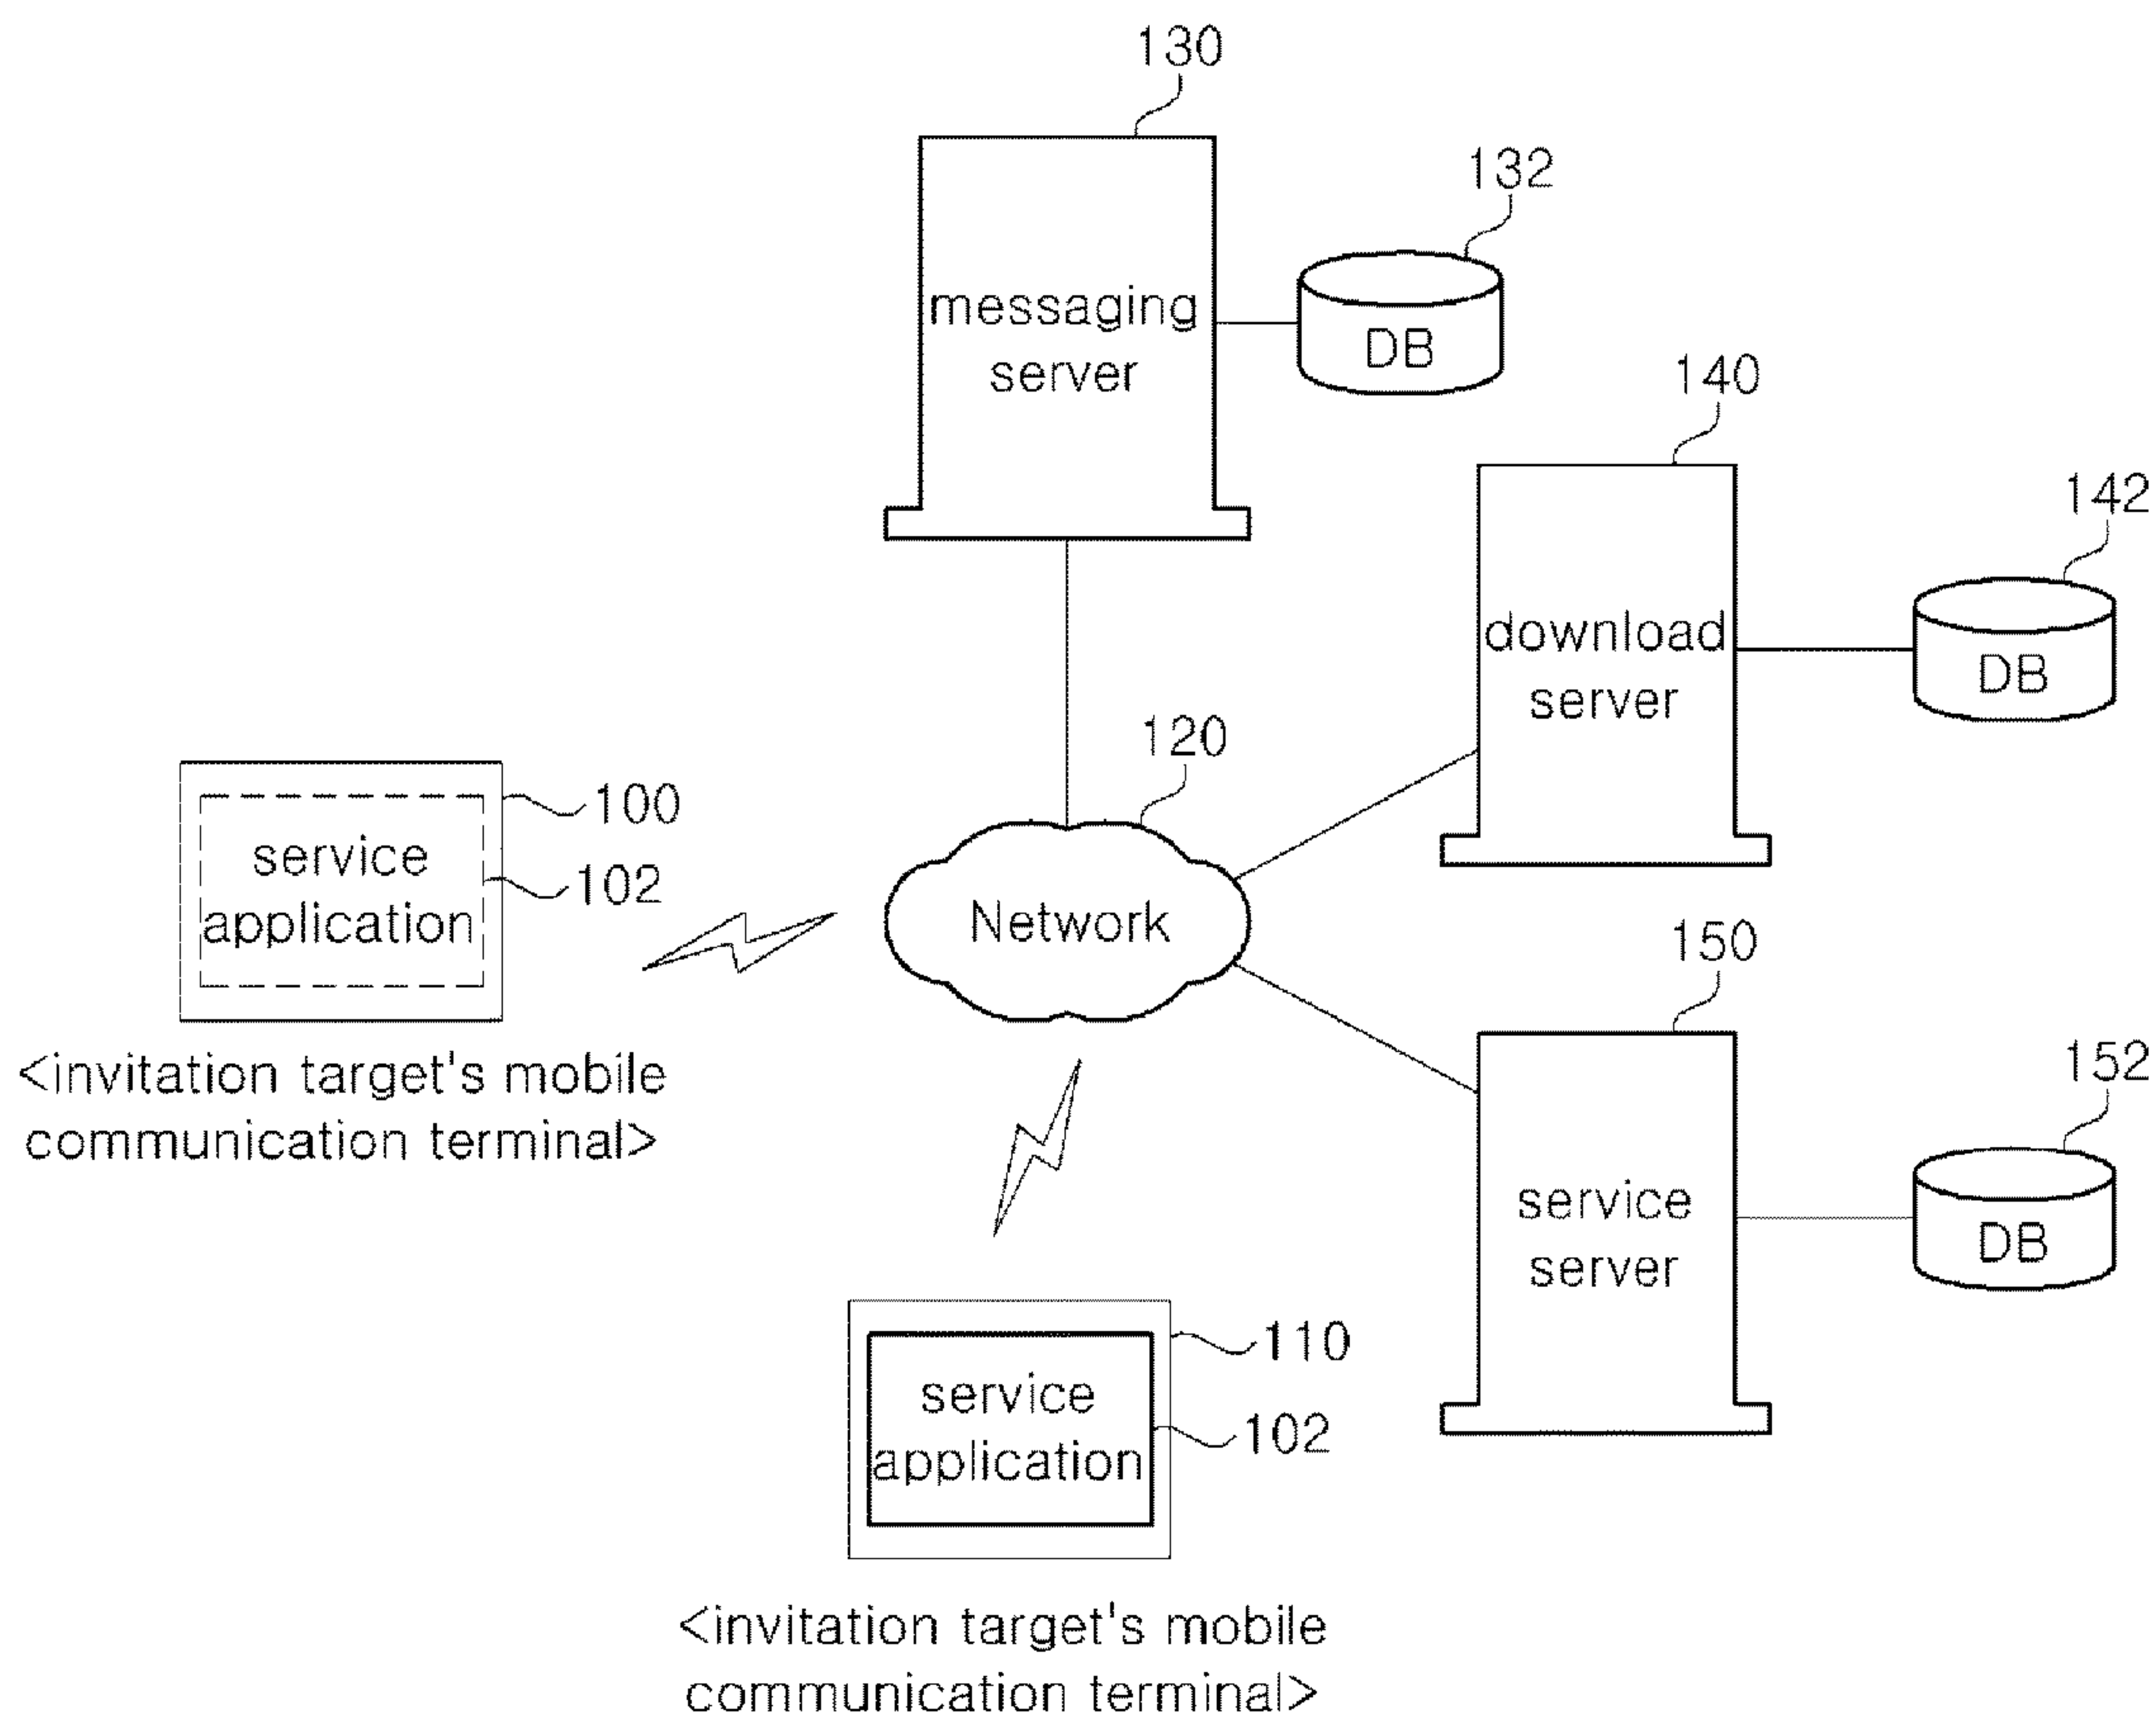 130
132
messaging
server
DB
140
142
download
server
DB
120
100
service
application
102
Network
150
<invitation target's mobile
communication terminal>
152
service
server
DB
110
service
application
102
<invitation target's mobile
communication terminal>